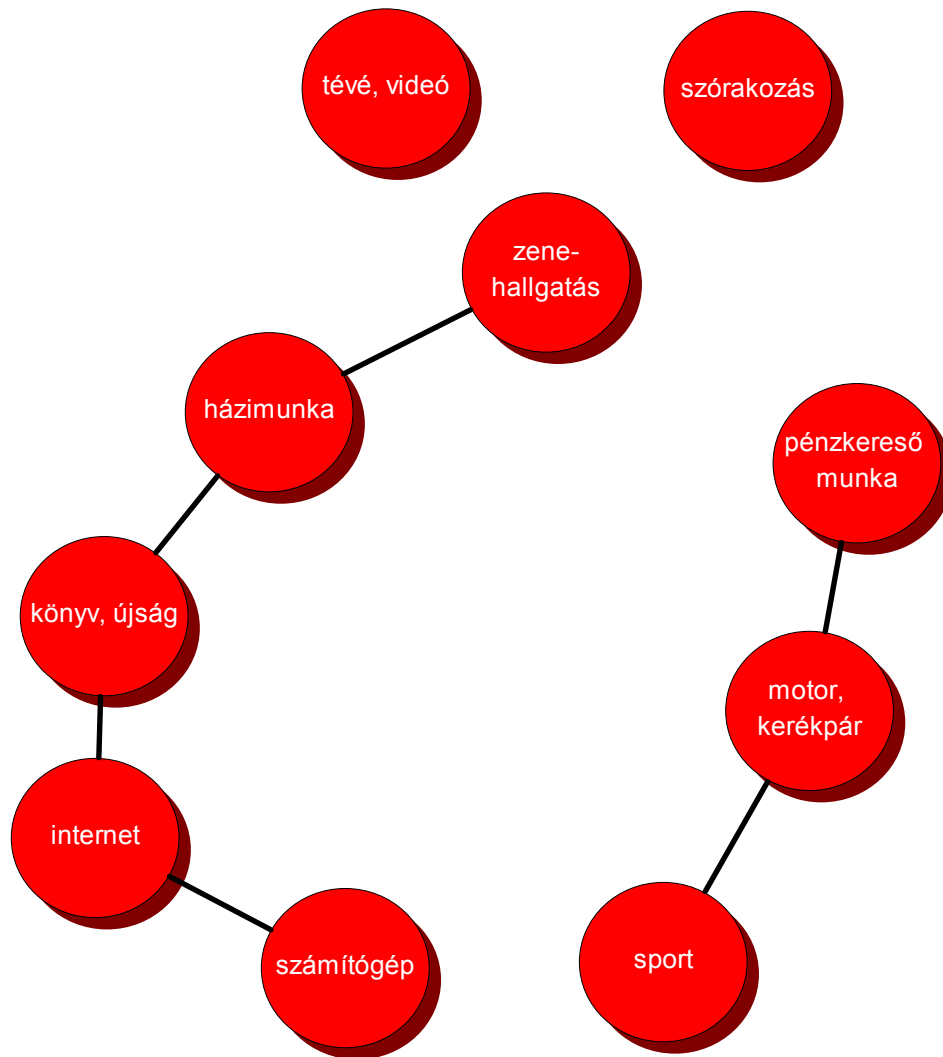 tévé, videó
szórakozás
zene-
hallgatás
házimunka
pénzkereső
munka
könyv, újság
motor,
kerékpár
internet
számítógép
sport